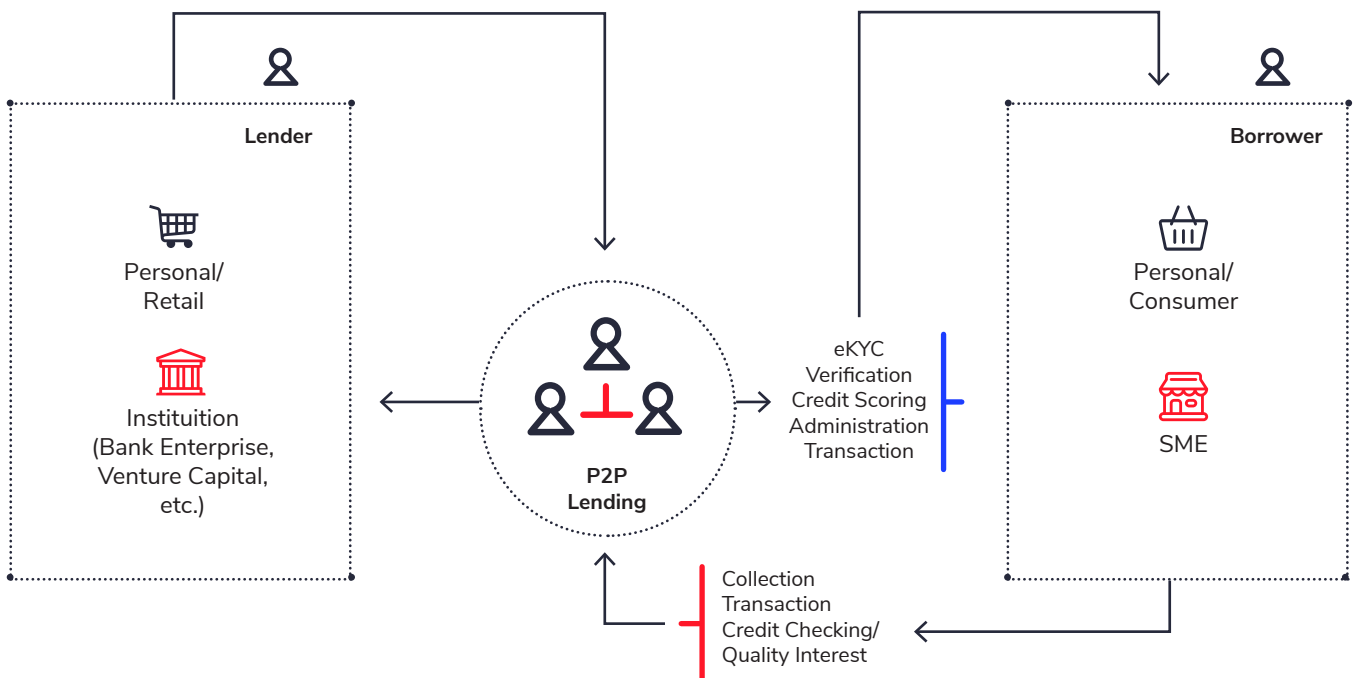 Lender
Personal/
Retail
Instituition
(Bank Enterprise,
Venture Capital,
etc.)
P2P
Lending
eKYC
Verification
Credit Scoring
Administration
Transaction
Collection
Transaction
Credit Checking/
Quality Interest
Borrower
Personal/
Consumer
SME